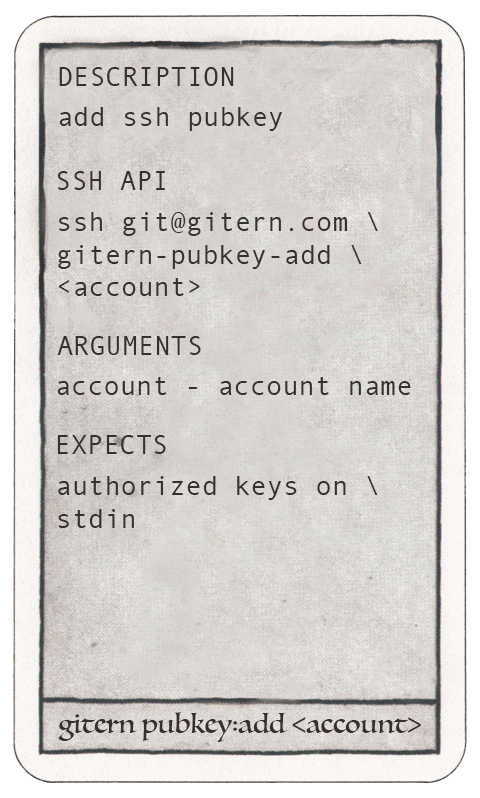 DESCRIPTION
add ssh pubkey
SSH API
ssh git@gitern.com \
gitern-pubkey-add \
<account>
ARGUMENTS
account - account name
EXPECTS
authorized keys on \
stdin
gitern pubkey:add <account>